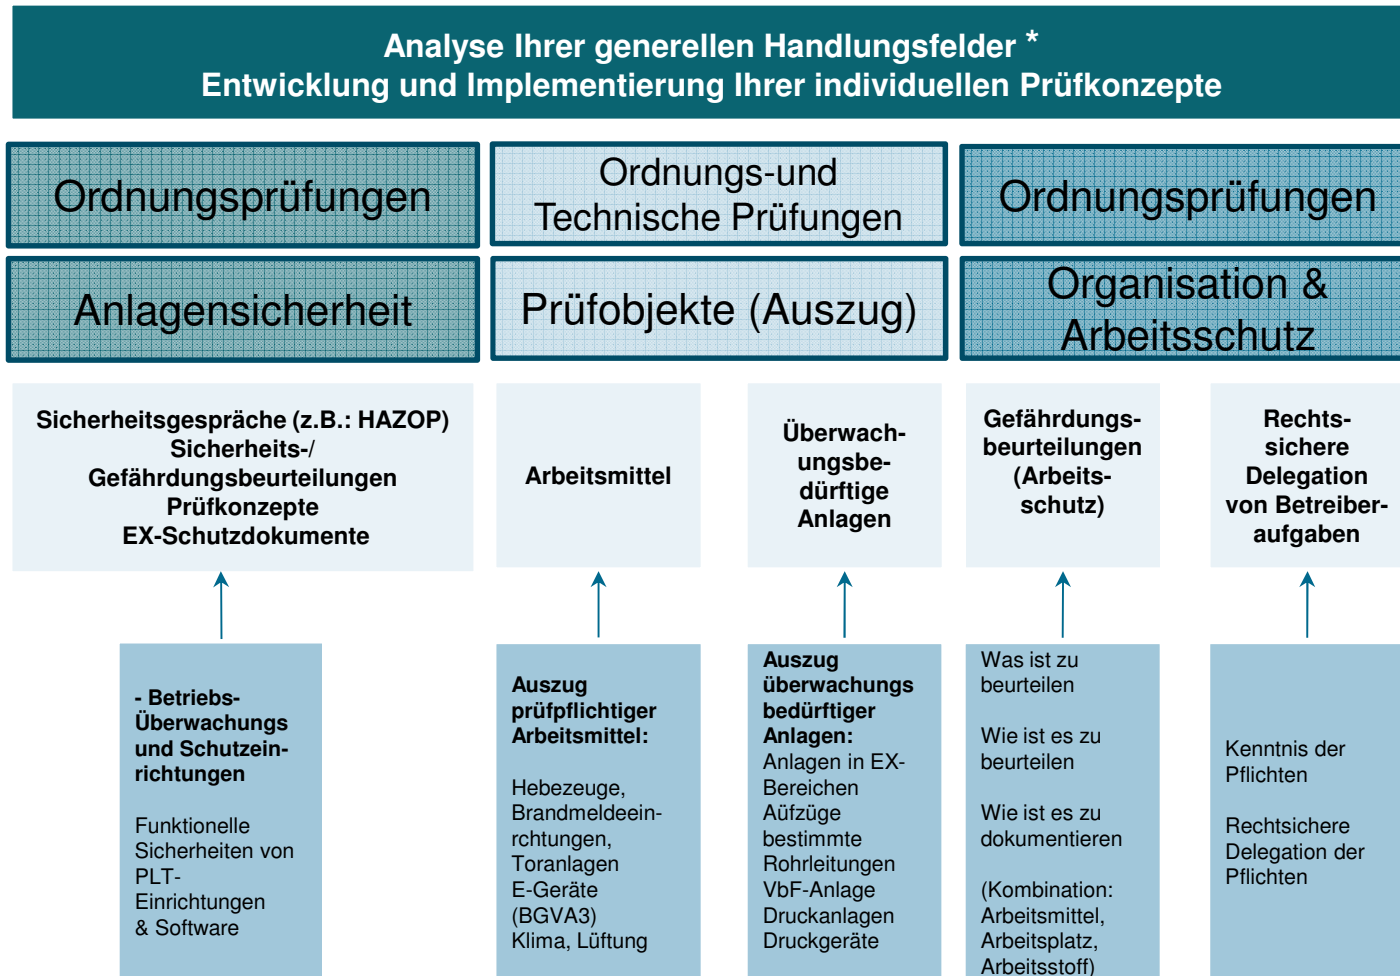 Analyse Ihrer generellen Handlungsfelder *
Entwicklung und Implementierung Ihrer individuellen Prüfkonzepte
Ordnungsprüfungen
Ordnungs-und
Technische Prüfungen
Ordnungsprüfungen
Anlagensicherheit
Prüfobjekte (Auszug)
Organisation &
Arbeitsschutz
Sicherheitsgespräche (z.B.: HAZOP)
Sicherheits-/
Gefährdungsbeurteilungen
Prüfkonzepte
EX-Schutzdokumente
Arbeitsmittel
Überwach-
ungsbe-
dürftige
Anlagen
Gefährdungs-
beurteilungen
(Arbeits-
schutz)
Rechts-
sichere
Delegation
von Betreiber-
aufgaben
- Betriebs-
Überwachungs
und Schutzein-
richtungen
Funktionelle
Sicherheiten von
PLT-
Einrichtungen
& Software
Auszug
prüfpflichtiger
Arbeitsmittel:
Hebezeuge,
Brandmeldeein-
rchtungen,
Toranlagen
E-Geräte
(BGVA3)
Klima, Lüftung
Auszug
überwachungs
bedürftiger
Anlagen:
Anlagen in EX-
Bereichen
Aüfzüge
bestimmte
Rohrleitungen
VbF-Anlage
Druckanlagen
Druckgeräte
Was ist zu
beurteilen
Wie ist es zu
beurteilen
Wie ist es zu
dokumentieren
(Kombination:
Arbeitsmittel,
Arbeitsplatz,
Arbeitsstoff)
Kenntnis der
Pflichten
Rechtsichere
Delegation der
Pflichten